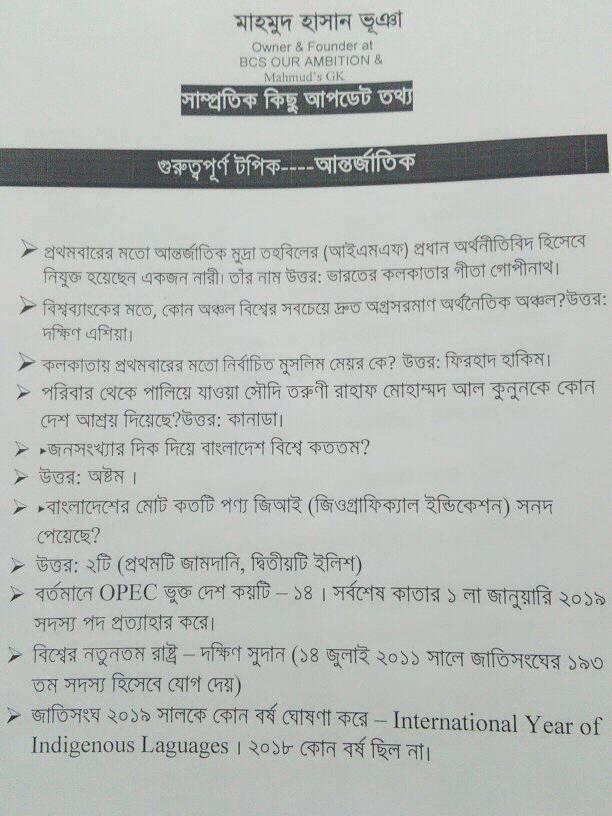 মাহমুদ হাসান ভূঞা
Owner & Founder at
BCS OUR AMBITION &
Mahmud's GK
সাম্প্রতিক কিছু আপডেট তথ্য
গুরুত্বপূর্ণ টপিক----আন্তর্জাতিক
➢ প্রথমবারের মতো আন্তর্জাতিক মুদ্রা তহবিলের (আইএমএফ) প্রধান অর্থনীতিবিদ হিসেবে
নিযুক্ত হয়েছেন একজন নারী। তাঁর নাম উত্তর: ভারতের কলকাতার গীতা গোপীনাথ।
➢ বিশ্বব্যাংকের মতে, কোন অঞ্চল বিশ্বের সবচেয়ে দ্রুত অগ্রসরমাণ অর্থনৈতিক অঞ্চল?উত্তর:
দক্ষিণ এশিয়া।
➢ কলকাতায় প্রথমবারের মতো নির্বাচিত মুসলিম মেয়র কে? উত্তর: ফিরহাদ হাকিম।
➢ পরিবার থেকে পালিয়ে যাওয়া সৌদি তরুণী রাহাফ মোহাম্মদ আল কুনুনকে কোন
দেশ আশ্রয় দিয়েছে?উত্তর: কানাডা।
➢ ▸জনসংখ্যার দিক দিয়ে বাংলাদেশ বিশ্বে কততম?
➢ উত্তর: অষ্টম ।
➢ ▸বাংলাদেশের মোট কতটি পণ্য জিআই (জিওগ্রাফিক্যাল ইন্ডিকেশন) সনদ
পেয়েছে?
➢ উত্তর: ২টি (প্রথমটি জামদানি, দ্বিতীয়টি ইলিশ)
➢ বর্তমানে OPEC ভুক্ত দেশ কয়টি – ১৪ । সর্বশেষ কাতার ১ লা জানুয়ারি ২০১৯
সদস্য পদ প্রত্যাহার করে।
➢ বিশ্বের নতুনতম রাষ্ট্র – দক্ষিণ সুদান (১৪ জুলাই ২০১১ সালে জাতিসংঘের ১৯৩
তম সদস্য হিসেবে যোগ দেয়)
➢ জাতিসংঘ ২০১৯ সালকে কোন বর্ষ ঘোষণা করে – International Year of
Indigenous Laguages । ২০১৮ কোন বর্ষ ছিল না।